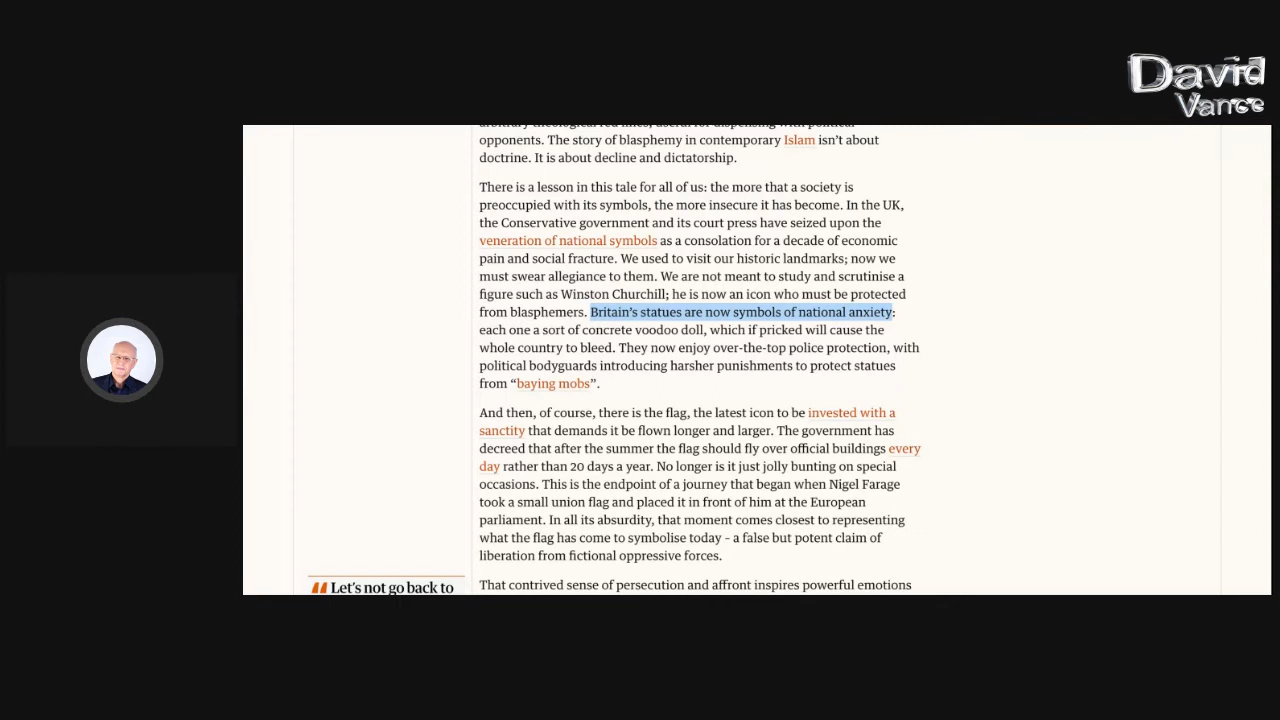 David
Vance
arbitrary theological red lines, useful for dispensing with political
opponents. The story of blasphemy in contemporary Islam isn’t about
doctrine. It is about decline and dictatorship.
There is a lesson in this tale for all of us: the more that a society is
preoccupied with its symbols, the more insecure it has become. In the UK,
the Conservative government and its court press have seized upon the
veneration of national symbols as a consolation for a decade of economic
pain and social fracture. We used to visit our historic landmarks; now we
must swear allegiance to them. We are not meant to study and scrutinise a
figure such as Winston Churchill; he is now an icon who must be protected
from blasphemers. Britain’s statues are now symbols of national anxiety:
each one a sort of concrete voodoo doll, which if pricked will cause the
whole country to bleed. They now enjoy over-the-top police protection, with
political bodyguards introducing harsher punishments to protect statues
from “baying mobs”.
And then, of course, there is the flag, the latest icon to be invested with a
sanctity that demands it be flown longer and larger. The government has
decreed that after the summer the flag should fly over official buildings every
day rather than 20 days a year. No longer is it just jolly bunting on special
occasions. This is the endpoint of a journey that began when Nigel Farage
took a small union flag and placed it in front of him at the European
parliament. In all its absurdity, that moment comes closest to representing
what the flag has come to symbolise today – a false but potent claim of
liberation from fictional oppressive forces.
That contrived sense of persecution and affront inspires powerful emotions
Let’s not go back to